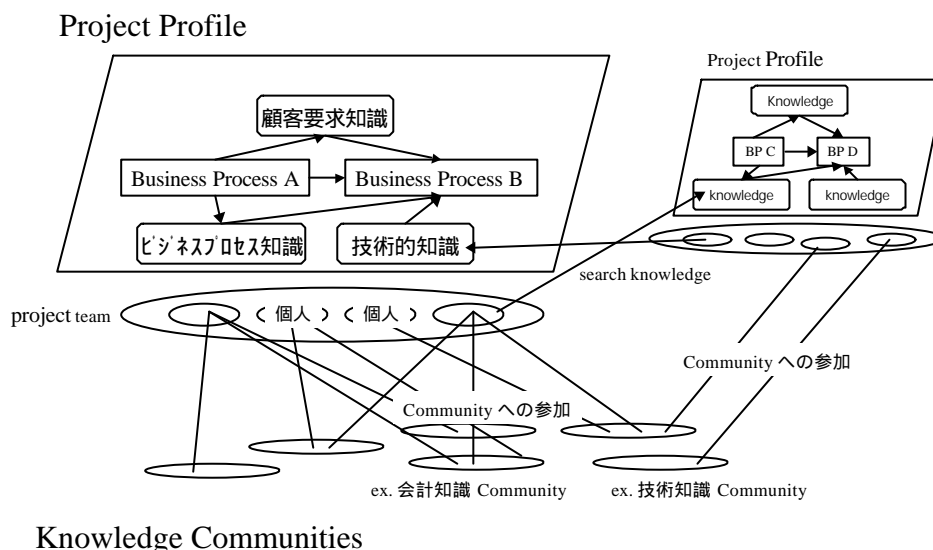 Project Profile
Project Profile
顧客要求知識
Knowledge
Business Process A
Business Process B
BP C
BP D
ﾋﾞｼﾞﾈｽﾌﾟﾛｾｽ知識
技術的知識
knowledge
knowledge
search knowledge
project team
個人
個人
Community への参加
Community への参加
ex. 会計知識 Community
ex. 技術知識 Community
Knowledge Communities